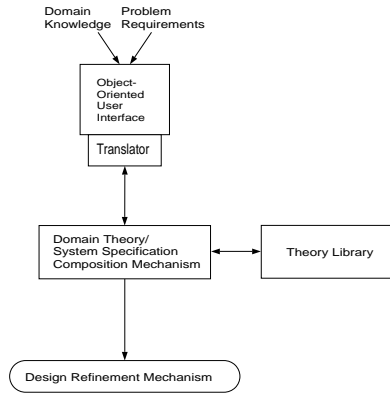 Domain
Knowledge
Problem
Requirements
Object-
Oriented
User
Interface
Translator
Domain Theory/
System Specification
Composition Mechanism
Theory Library
Design Refinement Mechanism